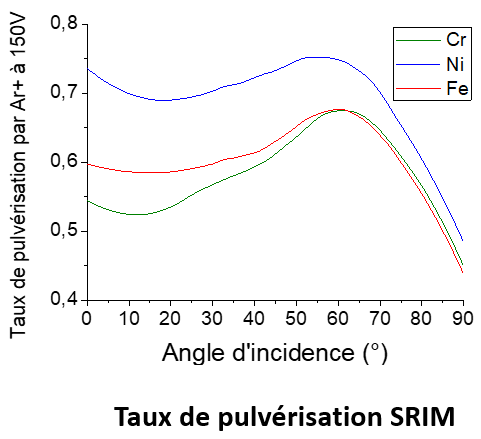 Taux de pulvérisation par Ar+ à 150V
0,8
0,7
0,6
0,5
0,4
Cr
Ni
Fe
0 10 20 30 40 50 60 70 80 90
Angle d'incidence (°)
Taux de pulvérisation SRIM